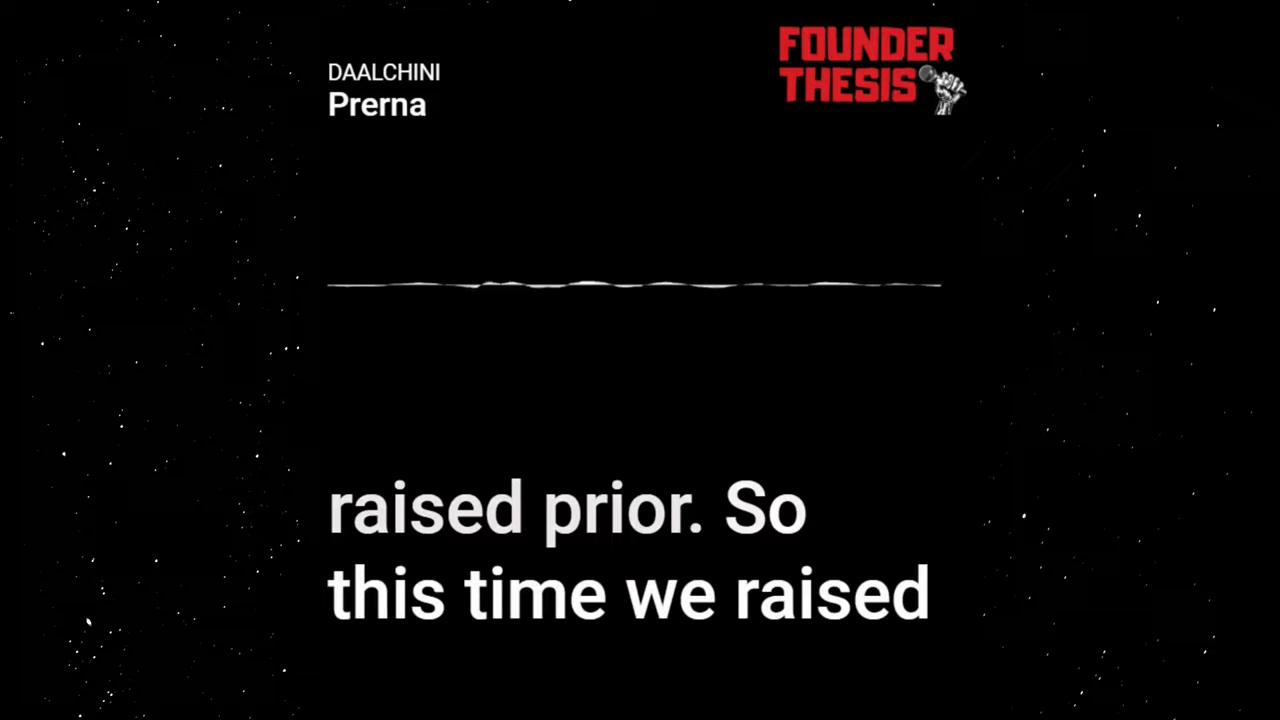 DAALCHINI
Prerna
FOUNDER
THESIS
raised prior. So
this time we raised